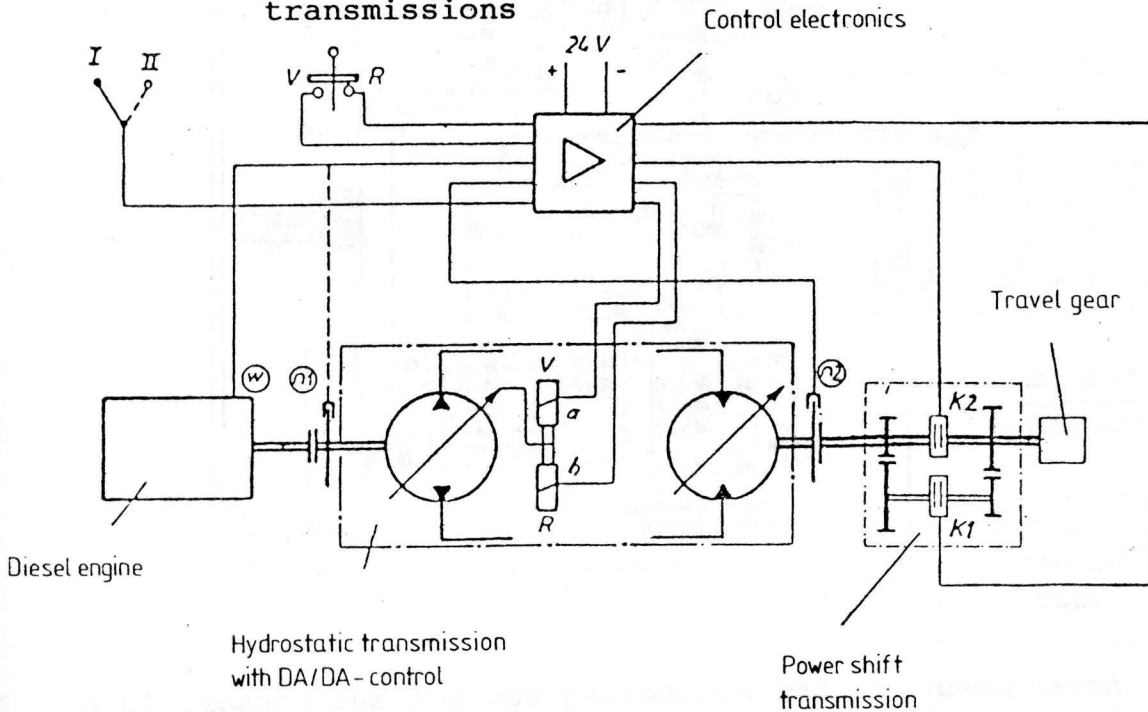 transmissions
Control electronics
I II
V R
24 V
+ -
Travel gear
w n1
n2
V
a
b
R
K2
K1
Diesel engine
Hydrostatic transmission
with DA/DA-control
Power shift
transmission